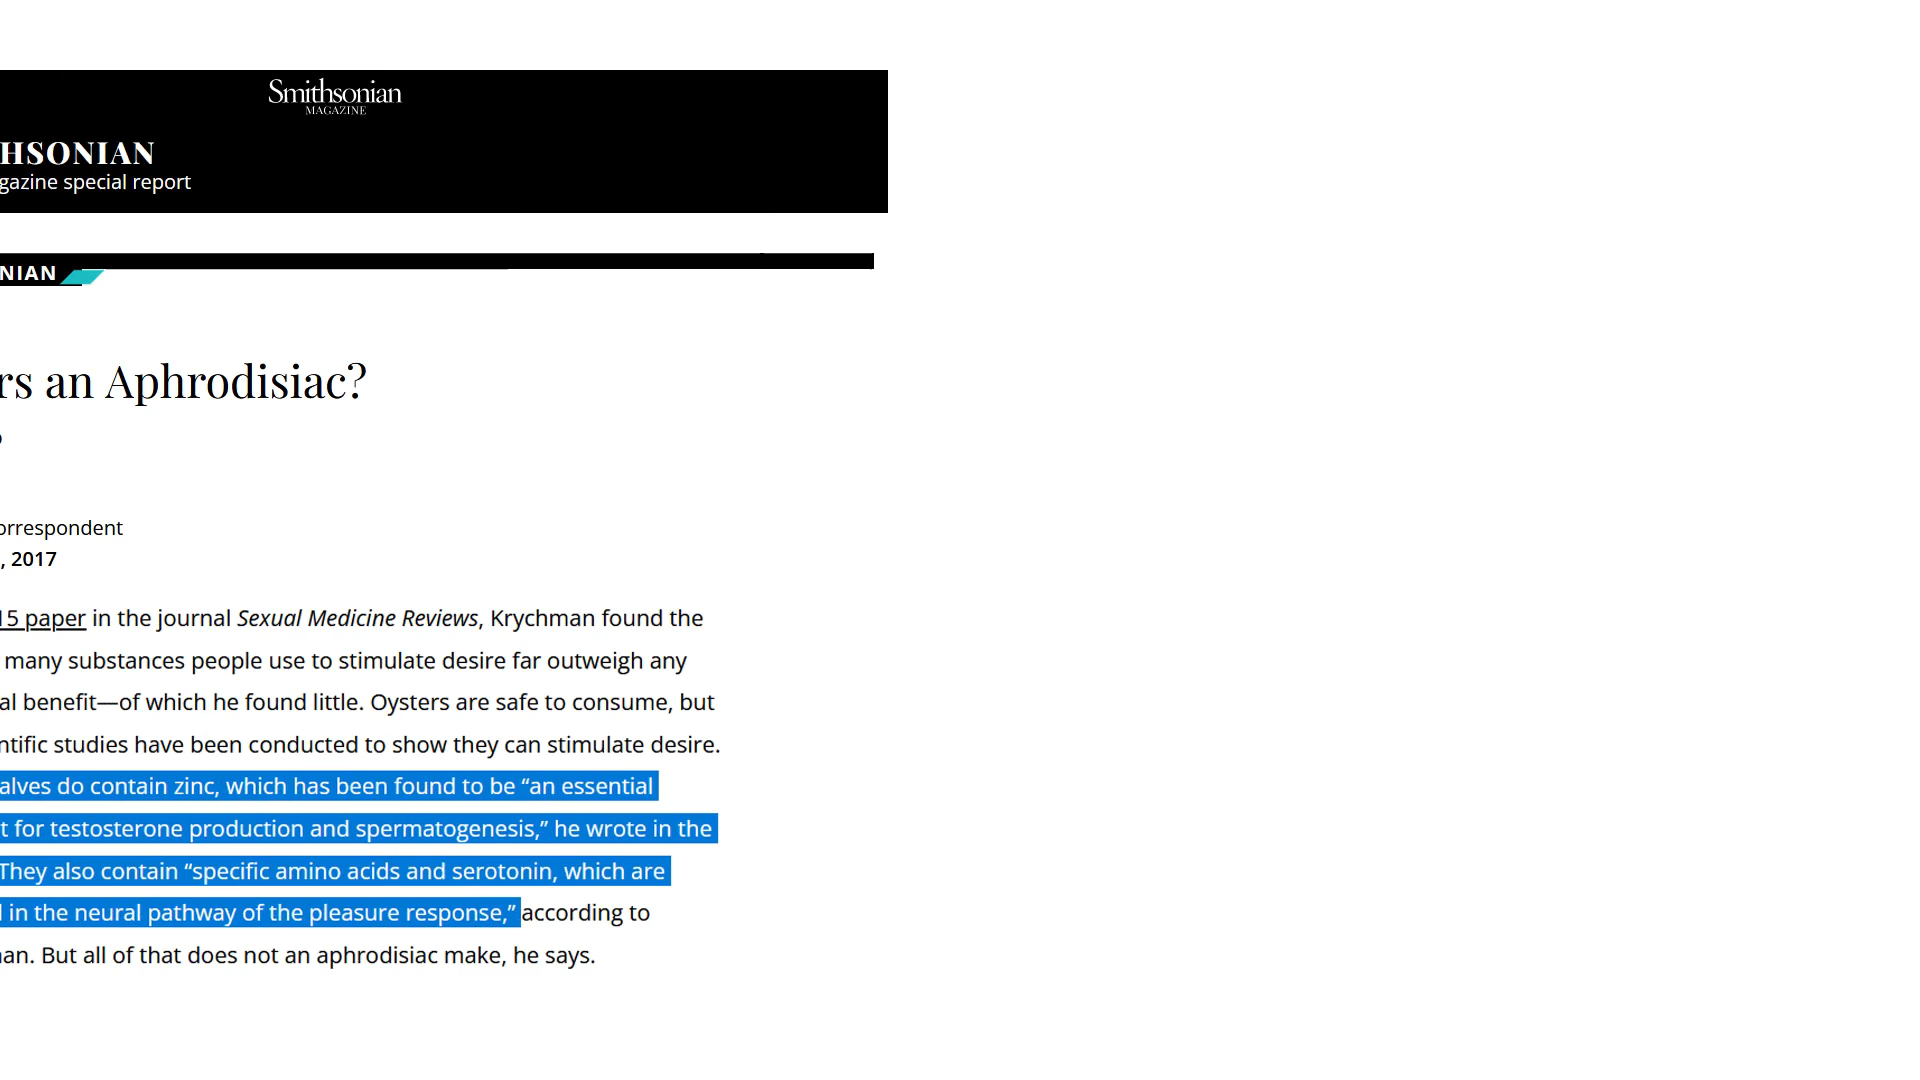 Smithsonian
MAGAZINE
HSONIAN
gazine special report
NIAN
rs an Aphrodisiac?
orrespondent
, 2017
15 paper in the journal Sexual Medicine Reviews, Krychman found the
many substances people use to stimulate desire far outweigh any
al benefit—of which he found little. Oysters are safe to consume, but
ntific studies have been conducted to show they can stimulate desire.
alves do contain zinc, which has been found to be “an essential
t for testosterone production and spermatogenesis,” he wrote in the
They also contain “specific amino acids and serotonin, which are
in the neural pathway of the pleasure response,” according to
an. But all of that does not an aphrodisiac make, he says.